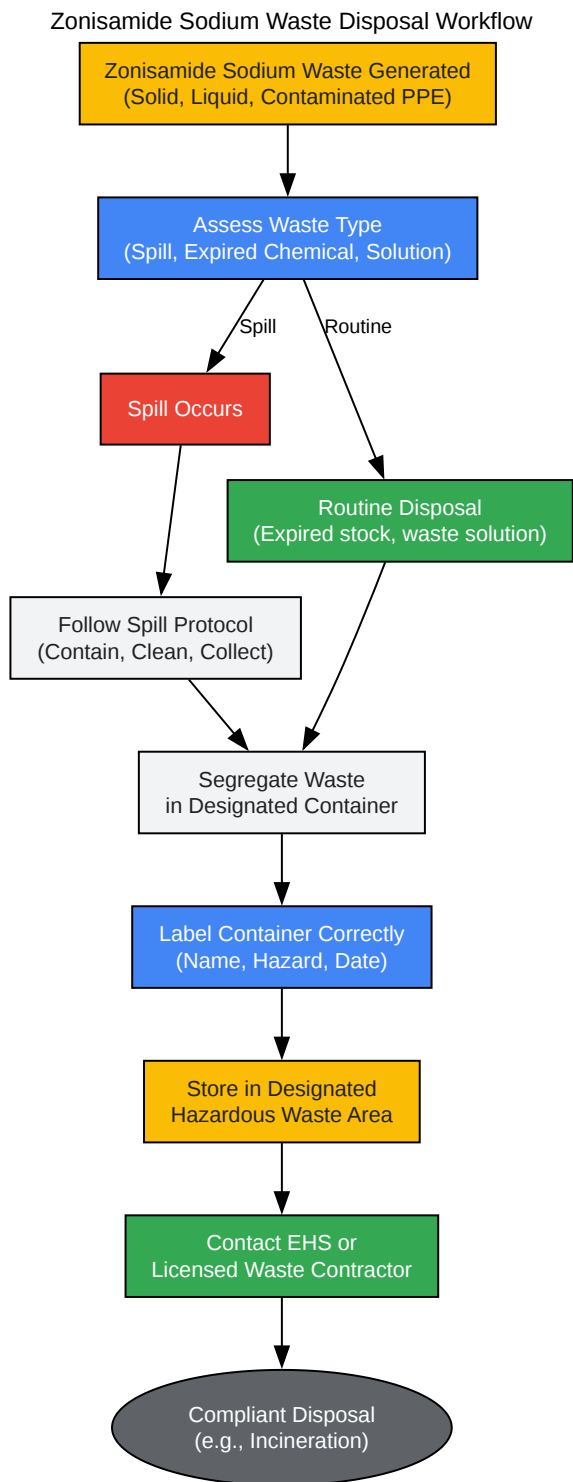 Zonisamide Sodium Waste Disposal Workflow
Zonisamide Sodium Waste Generated
(Solid, Liquid, Contaminated PPE)
Assess Waste Type
(Spill, Expired Chemical, Solution)
Spill
Routine
Spill Occurs
Routine Disposal
(Expired stock, waste solution)
Follow Spill Protocol
(Contain, Clean, Collect)
Segregate Waste
in Designated Container
Label Container Correctly
(Name, Hazard, Date)
Store in Designated
Hazardous Waste Area
Contact EHS or
Licensed Waste Contractor
Compliant Disposal
(e.g., Incineration)